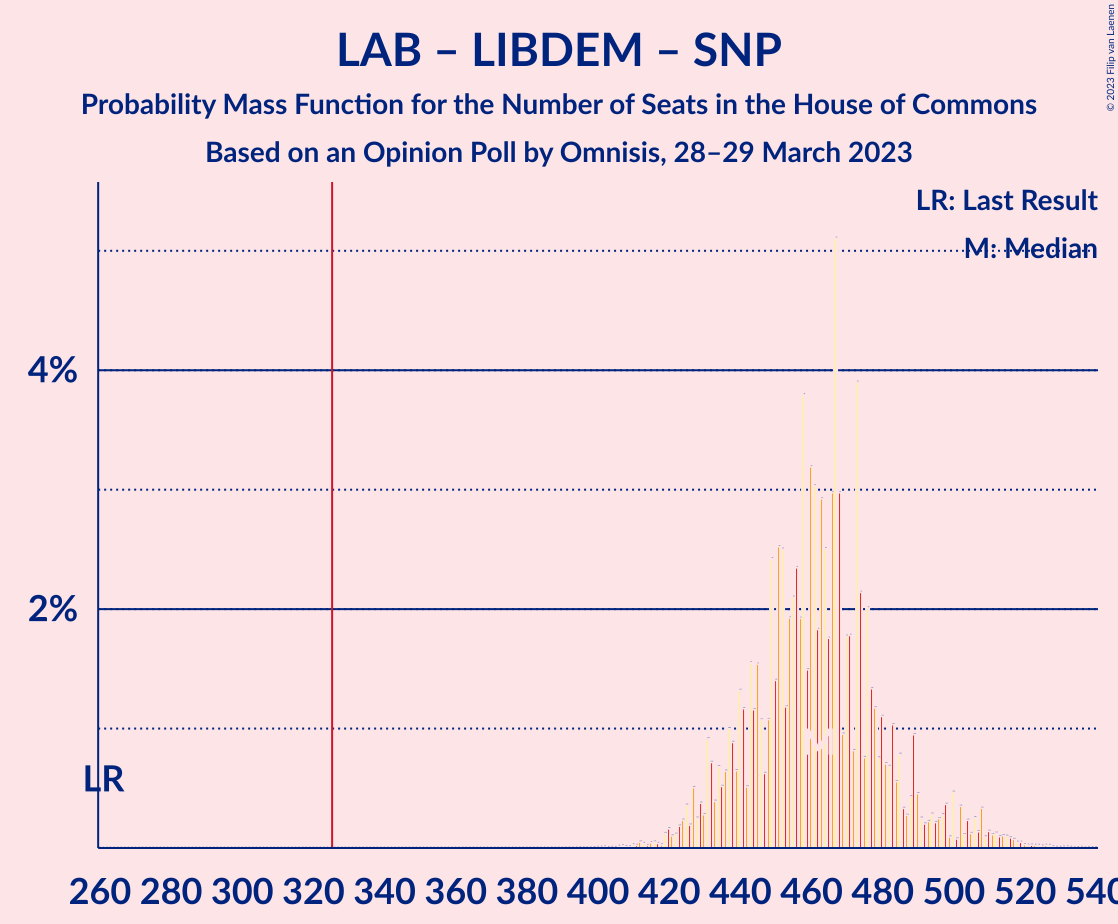 LAB – LIBDEM – SNP
Probability Mass Function for the Number of Seats in the House of Commons
Based on an Opinion Poll by Omnisis, 28–29 March 2023
© 2023 Filip van Laenen
LR: Last Result
M: Median
4%
2%
LR
260 280 300 320 340 360 380 400 420 440 460 480 500 520 540